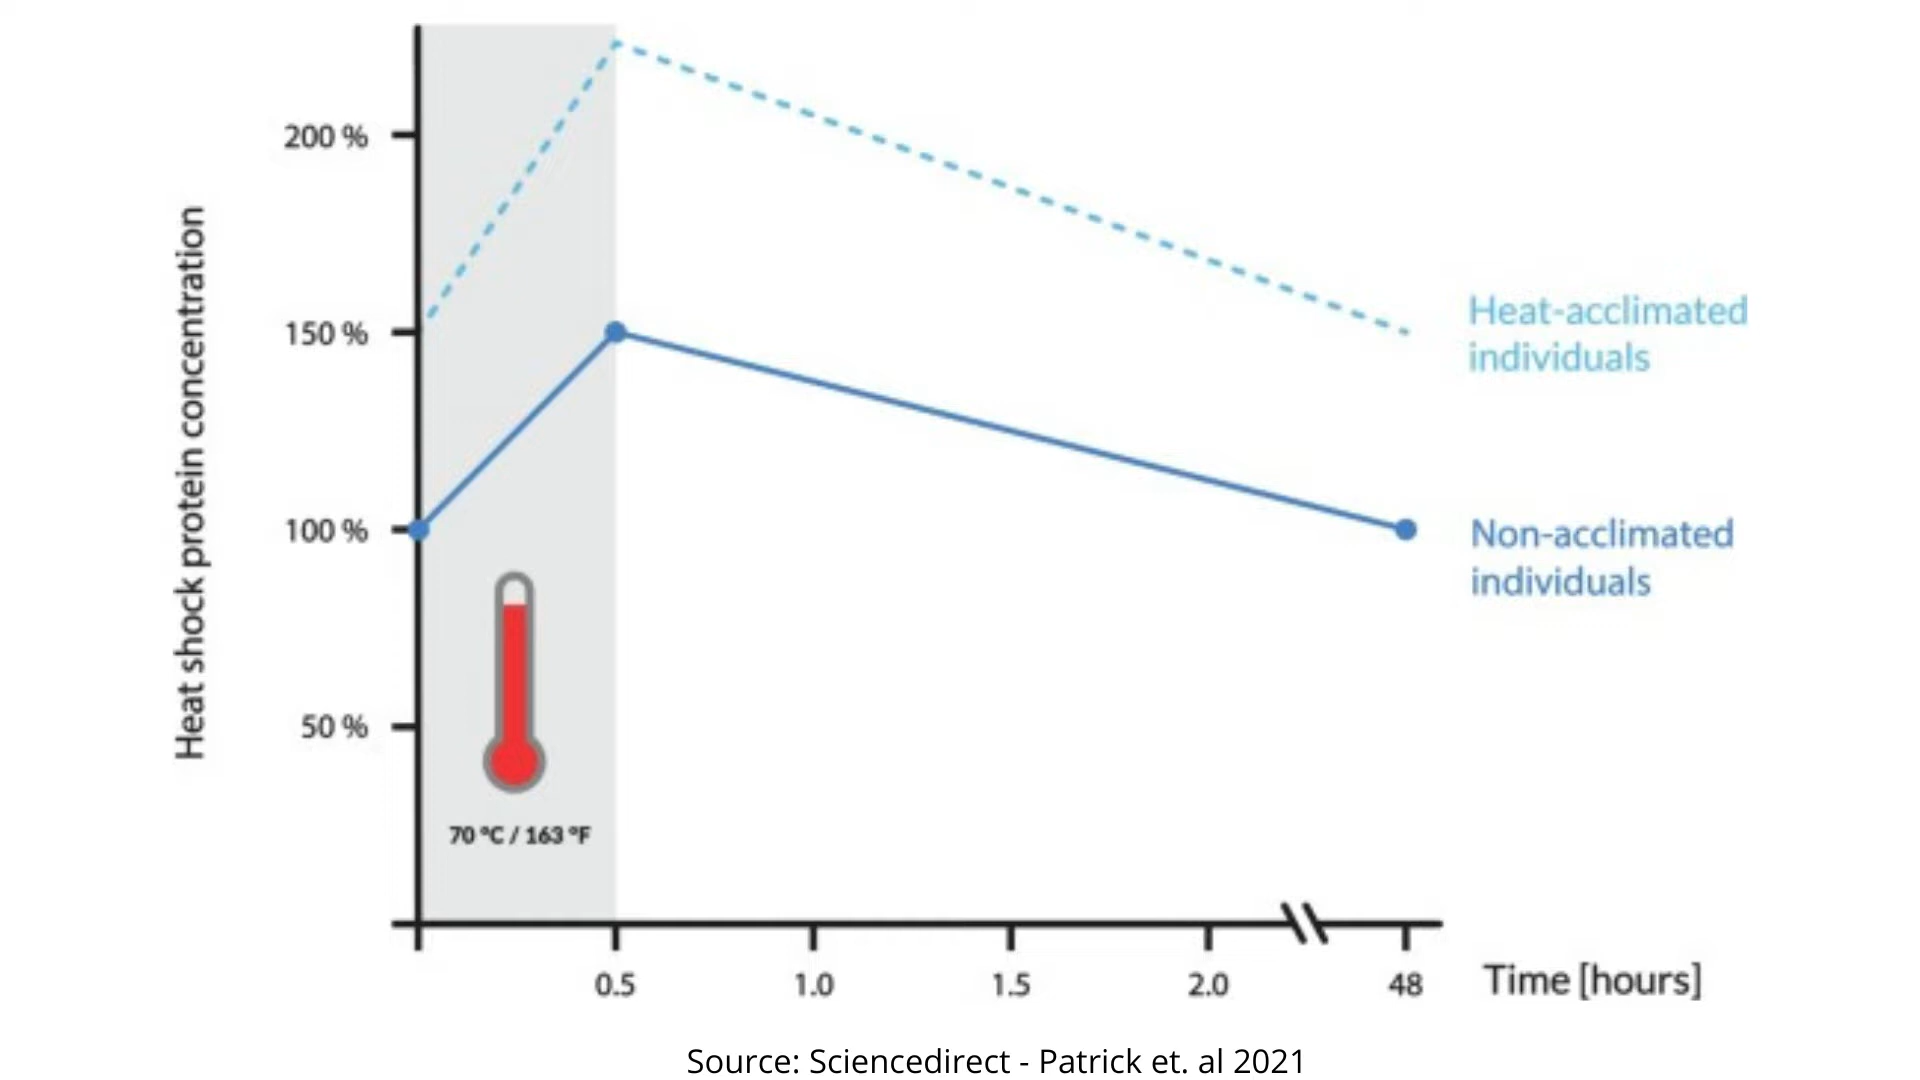 Heat shock protein concentration
200 %
150 %
100 %
50 %
70 °C / 163 °F
Heat-acclimated
individuals
Non-acclimated
individuals
0.5
1.0
1.5
2.0
48
Time [hours]
Source: Sciencedirect - Patrick et. al 2021